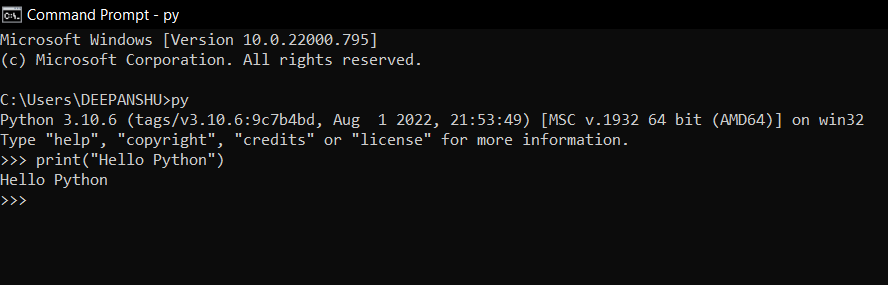 Command Prompt - py
Microsoft Windows [Version 10.0.22000.795]
(c) Microsoft Corporation. All rights reserved.
C:\Users\DEEPANSHU>py
Python 3.10.6 (tags/v3.10.6:9c7b4bd, Aug  1 2022, 21:53:49) [MSC v.1932 64 bit (AMD64)] on win32
Type "help", "copyright", "credits" or "license" for more information.
>>> print("Hello Python")
Hello Python
>>>